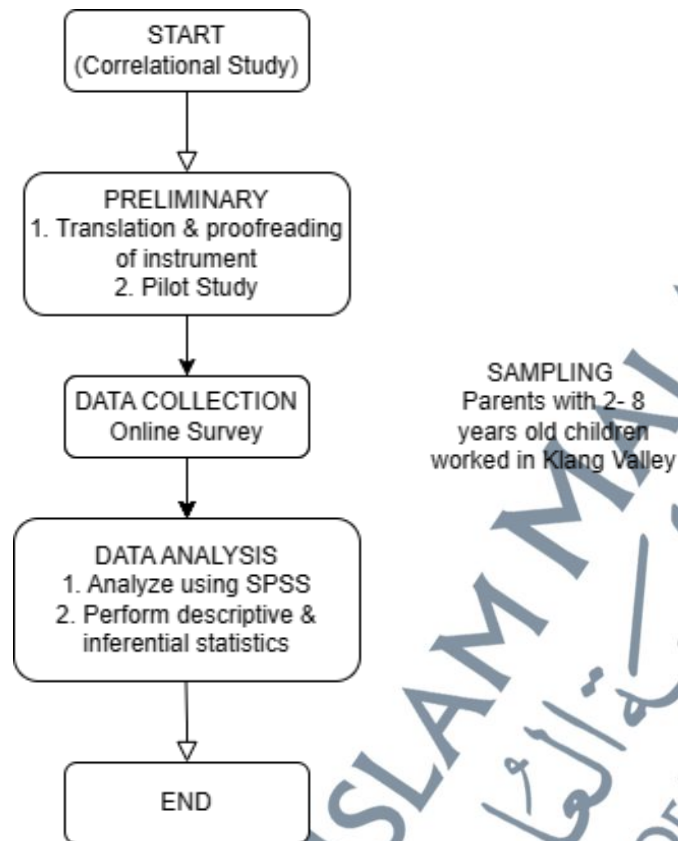 START
(Correlational Study)
PRELIMINARY
1. Translation & proofreading
of instrument
2. Pilot Study
DATA COLLECTION
Online Survey
SAMPLING
Parents with 2- 8
years old children
worked in Klang Valley
DATA ANALYSIS
1. Analyze using SPSS
2. Perform descriptive &
inferential statistics
END
ISLAM